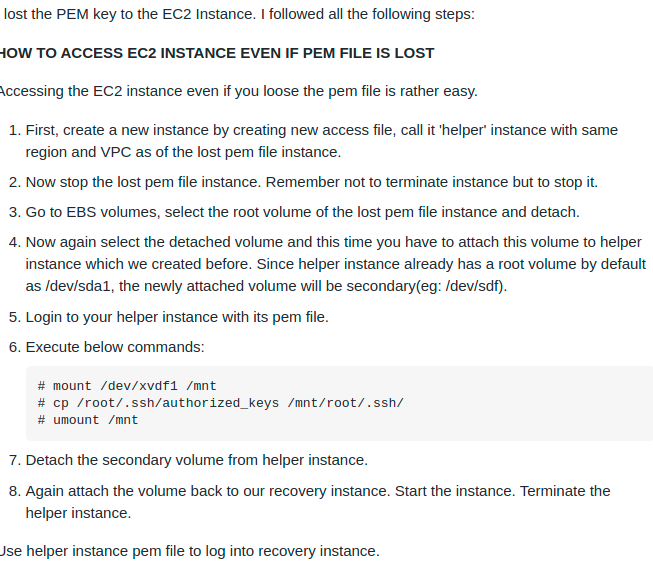 lost the PEM key to the EC2 Instance. I followed all the following steps:
HOW TO ACCESS EC2 INSTANCE EVEN IF PEM FILE IS LOST
Accessing the EC2 instance even if you loose the pem file is rather easy.
1. First, create a new instance by creating new access file, call it 'helper' instance with same
region and VPC as of the lost pem file instance.
2. Now stop the lost pem file instance. Remember not to terminate instance but to stop it.
3. Go to EBS volumes, select the root volume of the lost pem file instance and detach.
4. Now again select the detached volume and this time you have to attach this volume to helper
instance which we created before. Since helper instance already has a root volume by default
as /dev/sda1, the newly attached volume will be secondary(eg: /dev/sdf).
5. Login to your helper instance with its pem file.
6. Execute below commands:
# mount /dev/xvdf1 /mnt
# cp /root/.ssh/authorized_keys /mnt/root/.ssh/
# umount /mnt
7. Detach the secondary volume from helper instance.
8. Again attach the volume back to our recovery instance. Start the instance. Terminate the
helper instance.
Use helper instance pem file to log into recovery instance.